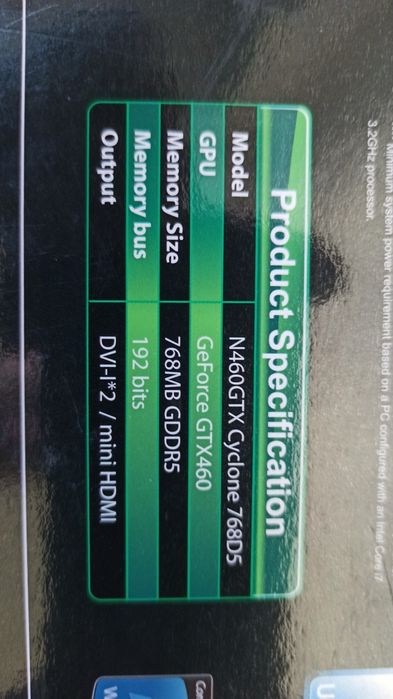 Minimum system power requirement based on a PC configured with an Intel Core i7
3.2GHz processor.
Product Specification
Model N460GTX Cyclone 768D5
GPU GeForce GTX460
Memory Size 768MB GDDR5
Memory bus 192 bits
Output DVI-I*2 / mini HDMI